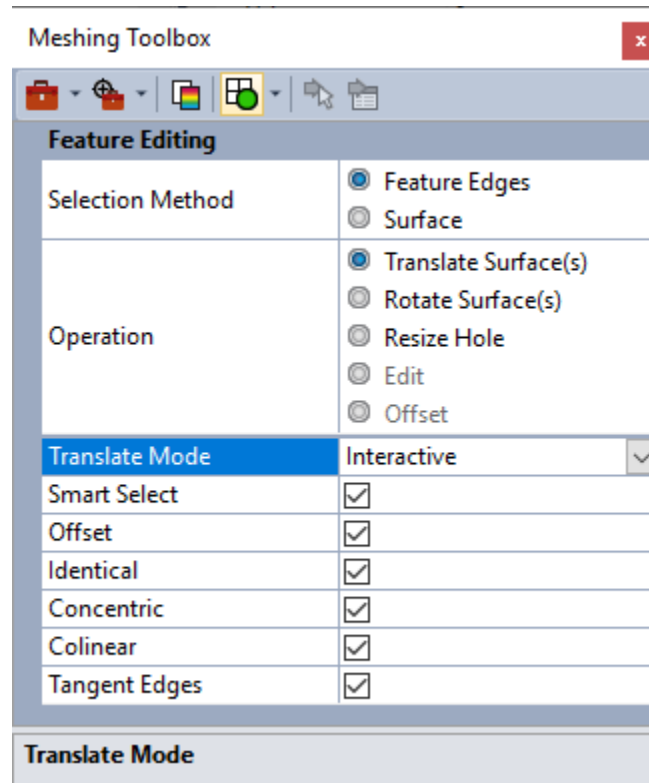 Meshing Toolbox
x
Feature Editing
Selection Method
Feature Edges
Surface
Operation
Translate Surface(s)
Rotate Surface(s)
Resize Hole
Edit
Offset
Translate Mode Interactive
Smart Select
Offset
Identical
Concentric
Colinear
Tangent Edges
Translate Mode